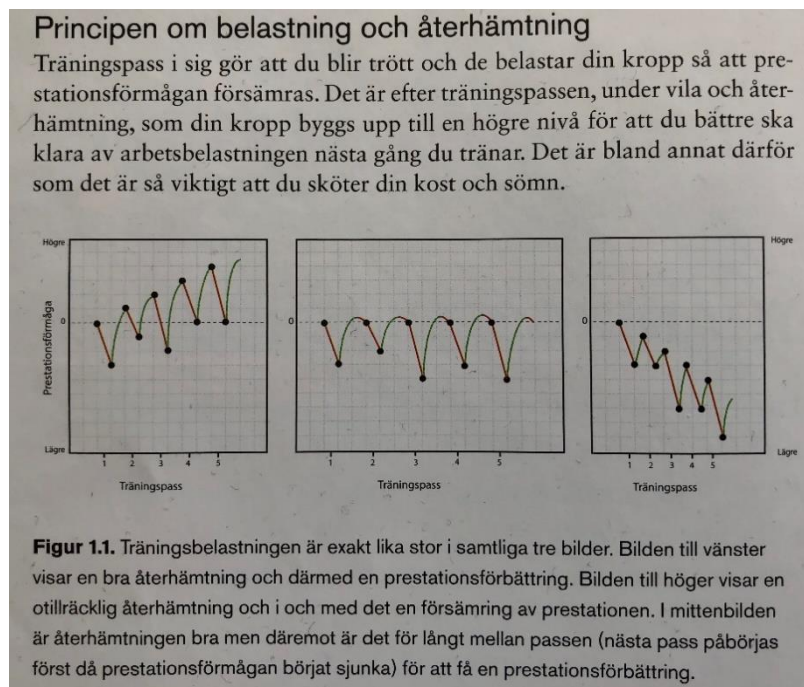 Principen om belastning och återhämtning
Träningspass i sig gör att du blir trött och de belastar din kropp så att pre-
stationsförmågan försämras. Det är efter träningspassen, under vila och åter-
hämtning, som din kropp byggs upp till en högre nivå för att du bättre ska
klara av arbetsbelastningen nästa gång du tränar. Det är bland annat därför
som det är så viktigt att du sköter din kost och sömn.
Högre
0
Prestationsförmåga
Lägre
1 2 3 4 5
Träningspass
0
1 2 3 4 5
Träningspass
Högre
0
Lägre
1 2 3 4 5
Träningspass
Figur 1.1. Träningsbelastningen är exakt lika stor i samtliga tre bilder. Bilden till vänster
visar en bra återhämtning och därmed en prestationsförbättring. Bilden till höger visar en
otillräcklig återhämtning och i och med det en försämring av prestationen. I mittenbilden
är återhämtningen bra men däremot är det för långt mellan passen (nästa pass påbörjas
först då prestationsförmågan börjat sjunka) för att få en prestationsförbättring.